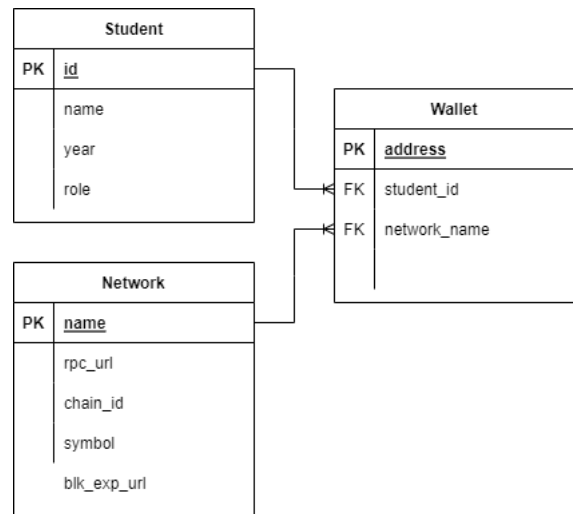 Student
PK id
name
year
role
Wallet
PK address
FK student_id
FK network_name
Network
PK name
rpc_url
chain_id
symbol
blk_exp_url